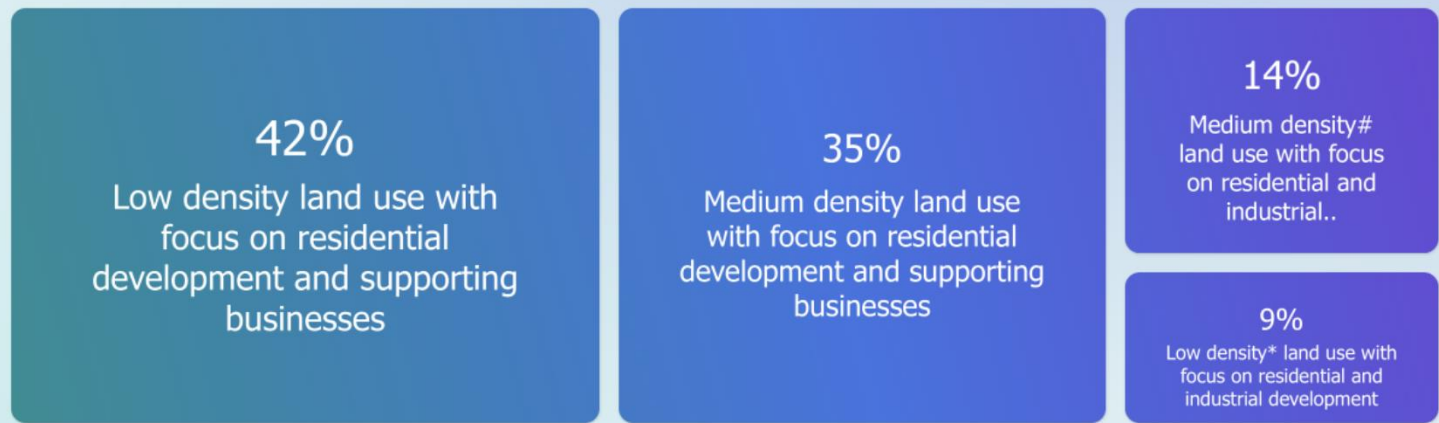 42%
Low density land use with
focus on residential
development and supporting
businesses
35%
Medium density land use
with focus on residential
development and supporting
businesses
14%
Medium density#
land use with focus
on residential and
industrial..
9%
Low density* land use with
focus on residential and
industrial development